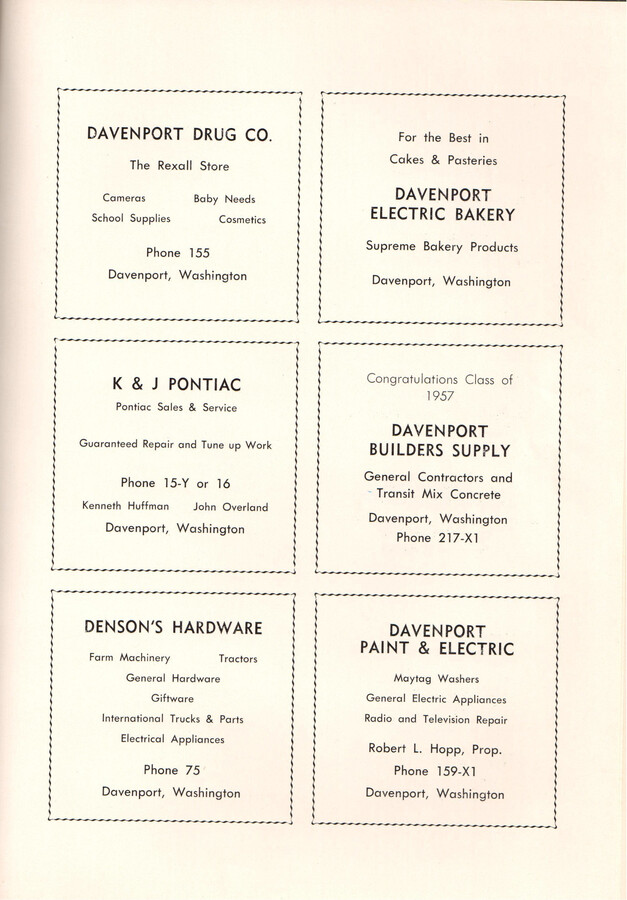 DAVENPORT DRUG CO.
The Rexall Store
Cameras Baby Needs
School Supplies Cosmetics
Phone 155
Davenport, Washington
For the Best in
Cakes & Pasteries
DAVENPORT
ELECTRIC BAKERY
Supreme Bakery Products
Davenport, Washington
K & J PONTIAC
Pontiac Sales & Service
Guaranteed Repair and Tune up Work
Phone 15-Y or 16
Kenneth Huffman John Overland
Davenport, Washington
Congratulations Class of
1957
DAVENPORT
BUILDERS SUPPLY
General Contractors and
Transit Mix Concrete
Davenport, Washington
Phone 217-X1
DENSON'S HARDWARE
Farm Machinery Tractors
General Hardware
Giftware
International Trucks & Parts
Electrical Appliances
Phone 75
Davenport, Washington
DAVENPORT
PAINT & ELECTRIC
Maytag Washers
General Electric Appliances
Radio and Television Repair
Robert L. Hopp, Prop.
Phone 159-X1
Davenport, Washington